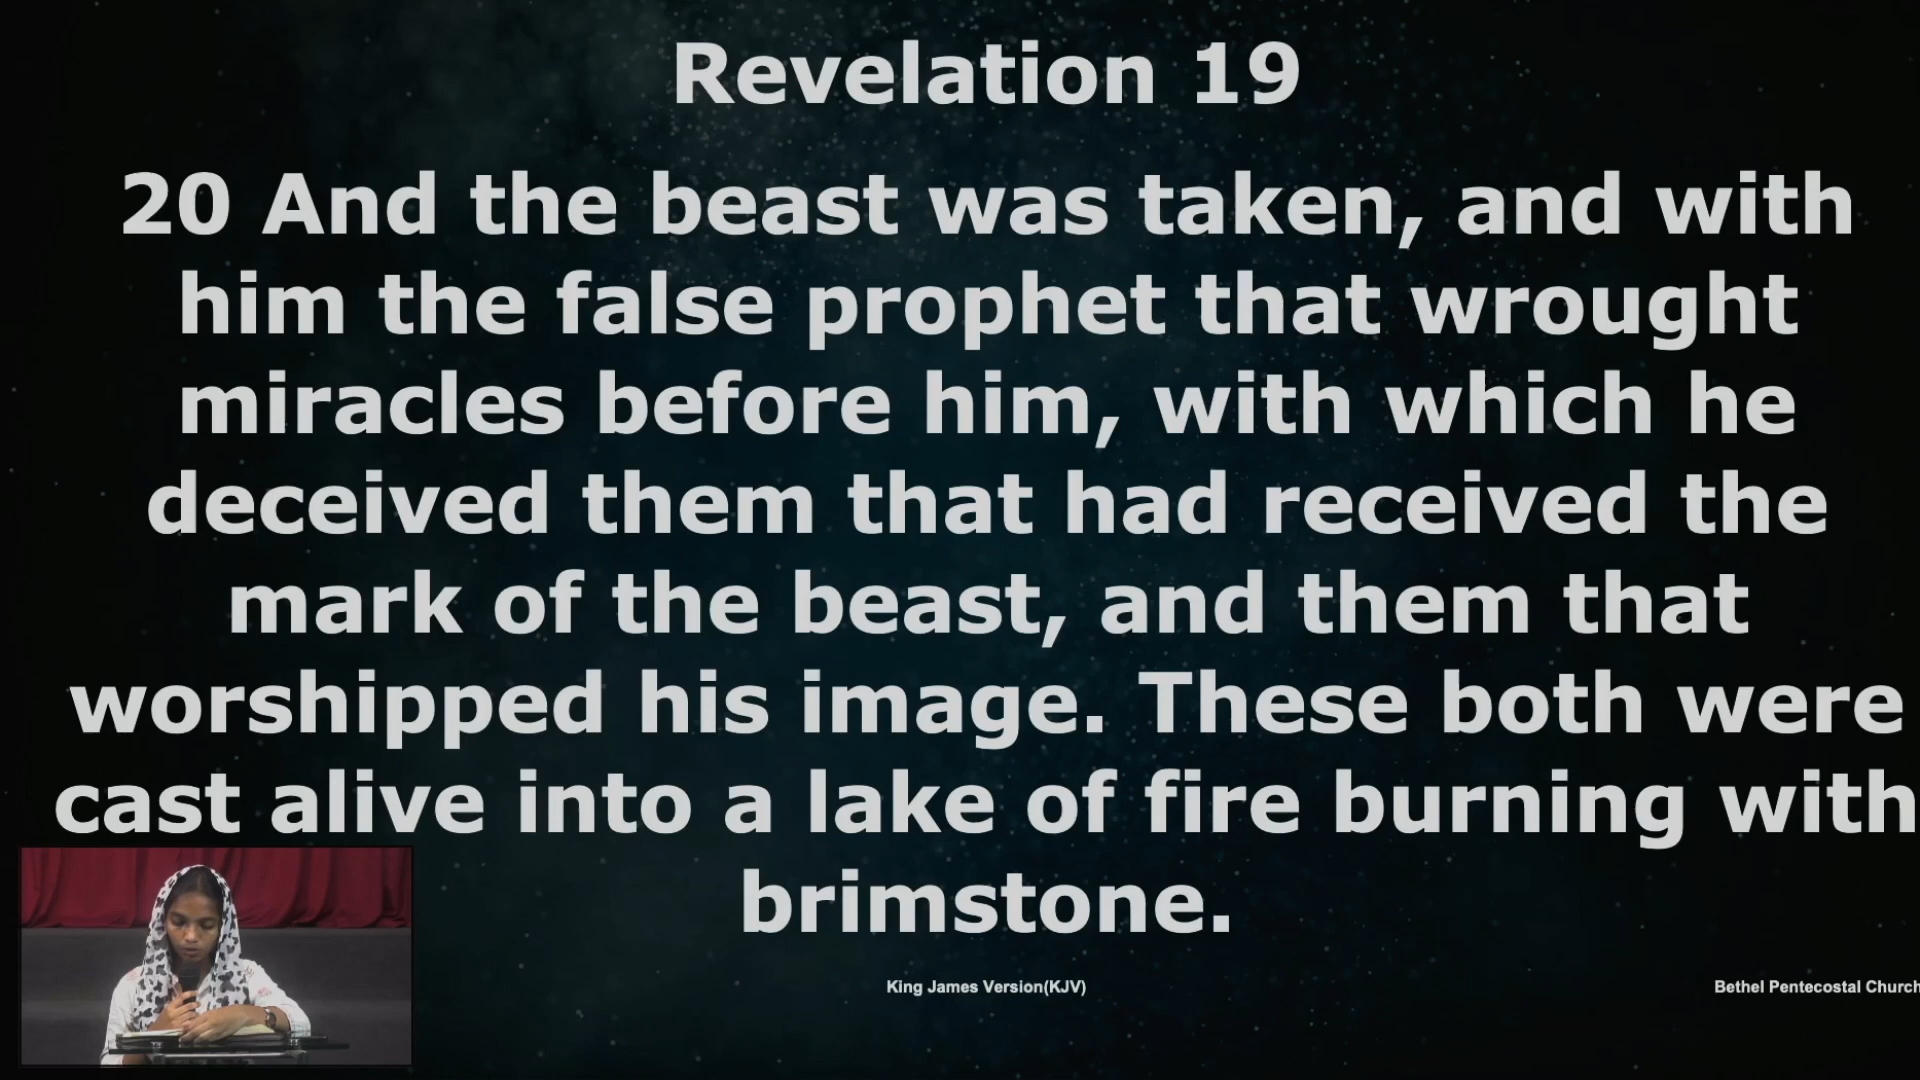 Revelation 19
20 And the beast was taken, and with
him the false prophet that wrought
miracles before him, with which he
deceived them that had received the
mark of the beast, and them that
worshipped his image. These both were
cast alive into a lake of fire burning with
brimstone.
King James Version(KJV)
Bethel Pentecostal Church